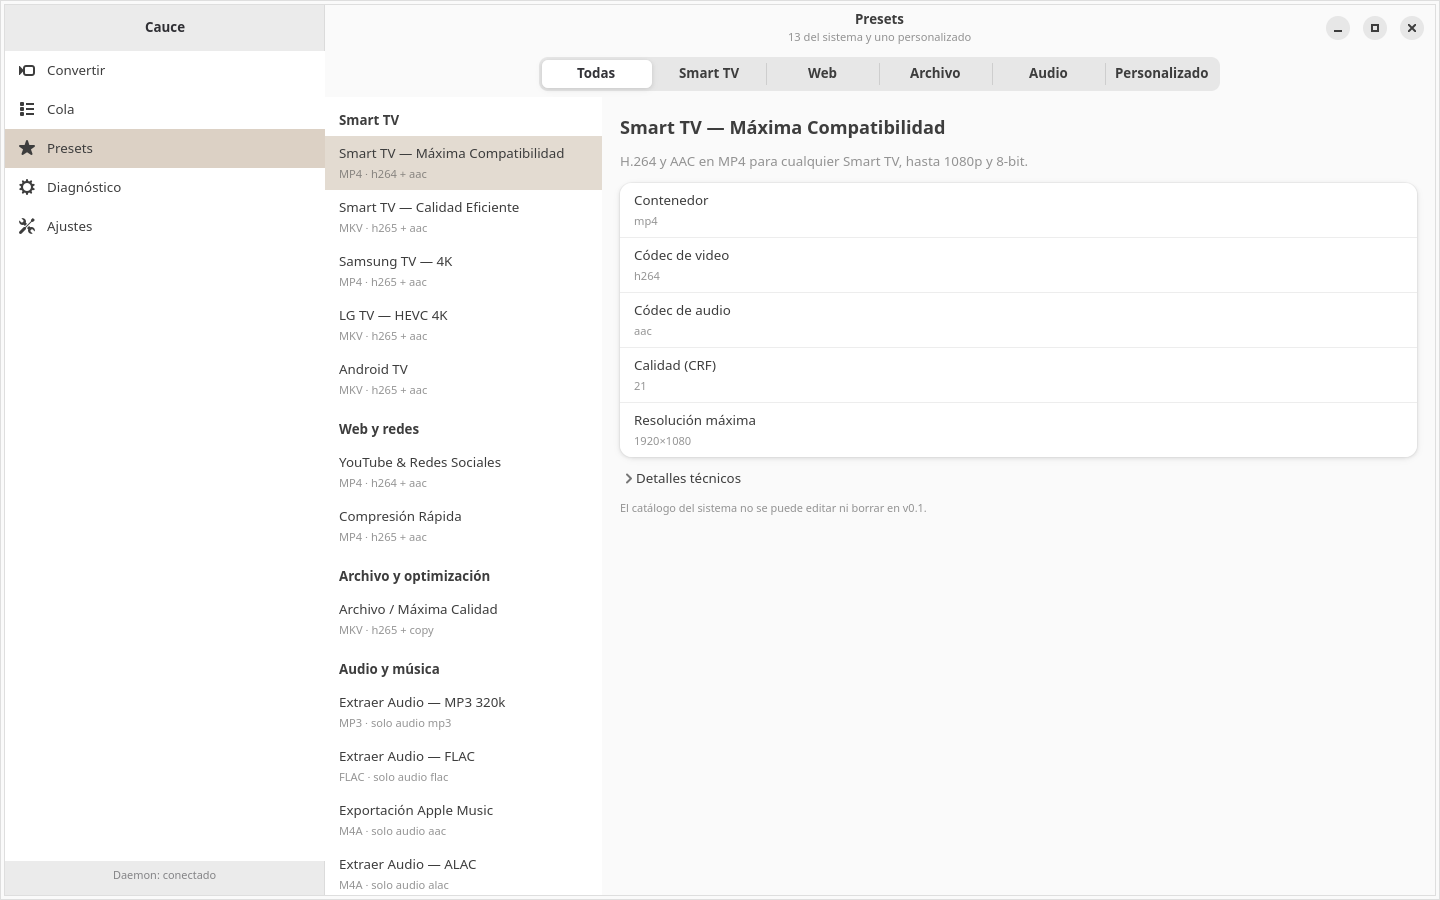 Cauce
Convertir
Cola
Presets
Diagnóstico
Ajustes
Daemon: conectado
Presets
13 del sistema y uno personalizado
Todas
Smart TV
Web
Archivo
Audio
Personalizado
Smart TV
Smart TV — Máxima Compatibilidad
MP4 · h264 + aac
Smart TV — Calidad Eficiente
MKV · h265 + aac
Samsung TV — 4K
MP4 · h265 + aac
LG TV — HEVC 4K
MKV · h265 + aac
Android TV
MKV · h265 + aac
Web y redes
YouTube & Redes Sociales
MP4 · h264 + aac
Compresión Rápida
MP4 · h265 + aac
Archivo y optimización
Archivo / Máxima Calidad
MKV · h265 + copy
Audio y música
Extraer Audio — MP3 320k
MP3 · solo audio mp3
Extraer Audio — FLAC
FLAC · solo audio flac
Exportación Apple Music
M4A · solo audio aac
Extraer Audio — ALAC
M4A · solo audio alac
Smart TV — Máxima Compatibilidad
H.264 y AAC en MP4 para cualquier Smart TV, hasta 1080p y 8-bit.
Contenedor
mp4
Códec de video
h264
Códec de audio
aac
Calidad (CRF)
21
Resolución máxima
1920×1080
Detalles técnicos
El catálogo del sistema no se puede editar ni borrar en v0.1.